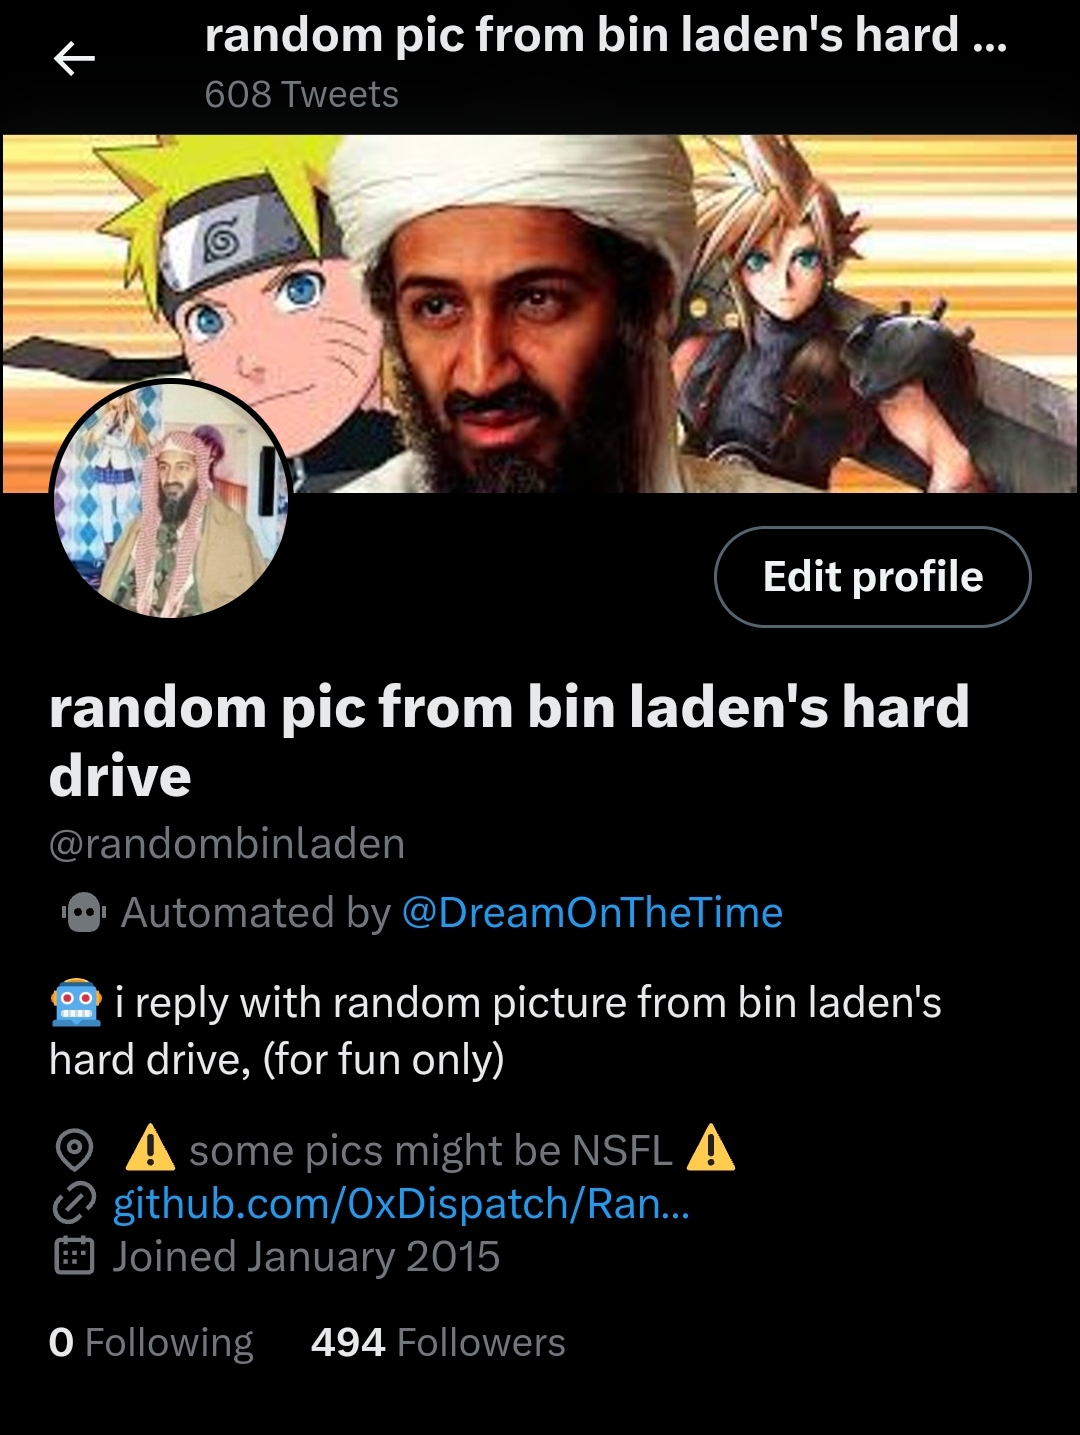 random pic from bin laden's hard ...
608 Tweets
Edit profile
random pic from bin laden's hard
drive
@randombinladen
Automated by @DreamOnTheTime
🤖 i reply with random picture from bin laden's
hard drive, (for fun only)
⚠️ some pics might be NSFL ⚠️
github.com/0xDispatch/Ran...
Joined January 2015
0 Following 494 Followers